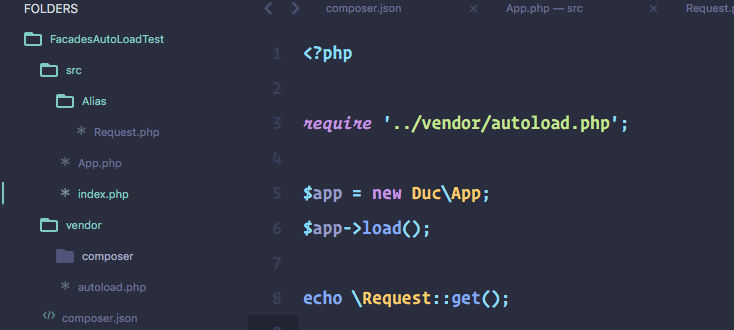 FOLDERS
FacadesAutoLoadTest
src
Alias
Request.php
App.php
index.php
vendor
composer
autoload.php
composer.json
composer.json × App.php — src × Request.p
1 <?php
2
3 require '../vendor/autoload.php';
4
5 $app = new Duc\App;
6 $app->load();
7
8 echo \Request::get();